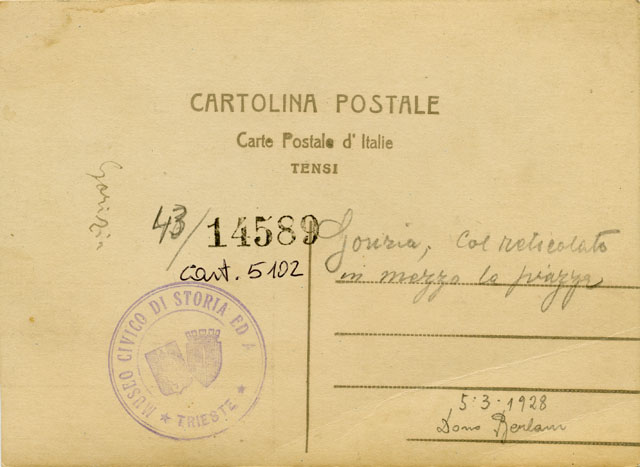 CARTOLINA POSTALE
Carte Postale d' Italie
TENSI
43/14589
Cart. 5102
Gorizia, Col reticolato
in mezzo la piazza
MUSEO CIVICO DI STORIA ED A
★ TRIESTE ★
5-3-1928
Dono
Gorizia